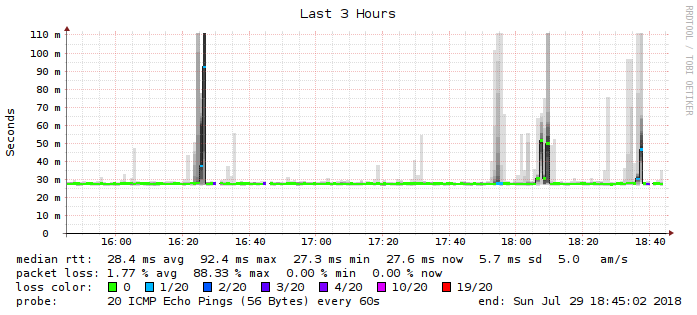 Last 3 Hours
RRDTOOL / TOBI OETIKER
Seconds
110 m
100 m
90 m
80 m
70 m
60 m
50 m
40 m
30 m
20 m
10 m
0
16:00 16:20 16:40 17:00 17:20 17:40 18:00 18:20 18:40
median rtt: 28.4 ms avg 92.4 ms max 27.3 ms min 27.6 ms now 5.7 ms sd 5.0 am/s
packet loss: 1.77 % avg 88.33 % max 0.00 % min 0.00 % now
loss color: 0 1/20 2/20 3/20 4/20 10/20 19/20
probe: 20 ICMP Echo Pings (56 Bytes) every 60s end: Sun Jul 29 18:45:02 2018